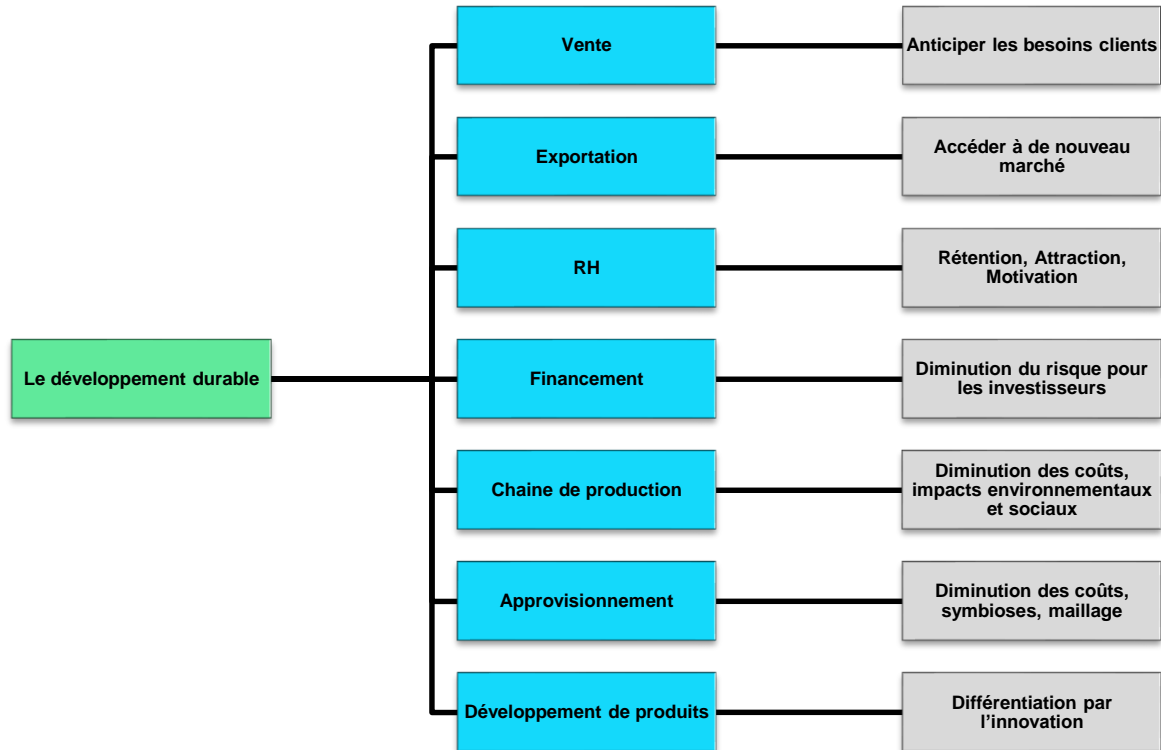 Vente
Anticiper les besoins clients
Exportation
Accéder à de nouveau
marché
RH
Rétention, Attraction,
Motivation
Le développement durable
Financement
Diminution du risque pour
les investisseurs
Chaine de production
Diminution des coûts,
impacts environnementaux
et sociaux
Approvisionnement
Diminution des coûts,
symbioses, maillage
Développement de produits
Différentiation par
l’innovation